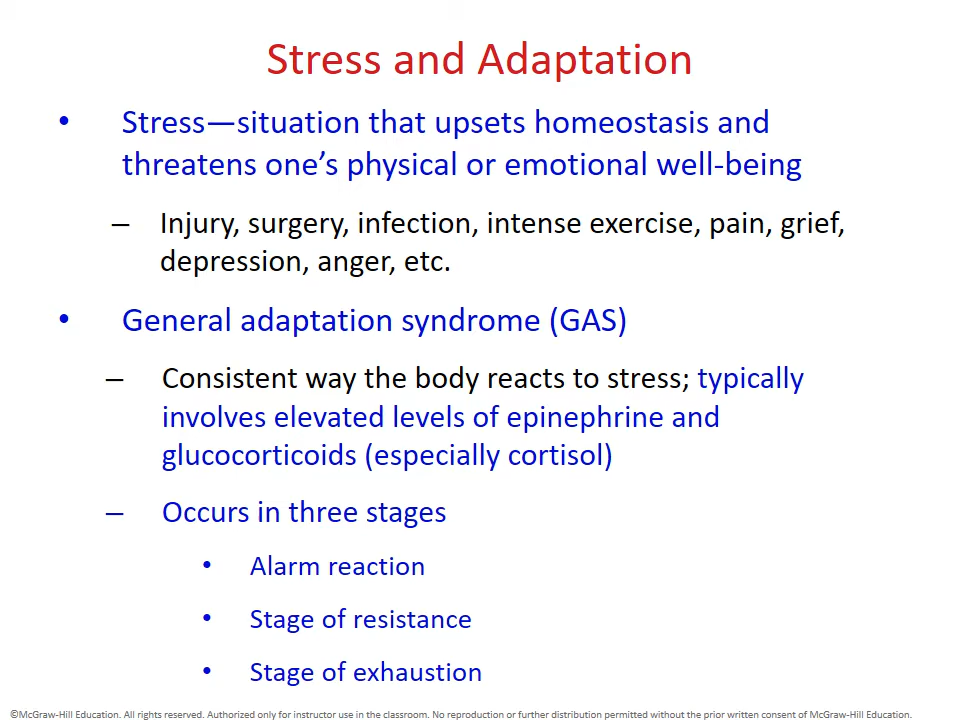 Stress and Adaptation
• Stress—situation that upsets homeostasis and
threatens one's physical or emotional well-being
– Injury, surgery, infection, intense exercise, pain, grief,
depression, anger, etc.
• General adaptation syndrome (GAS)
– Consistent way the body reacts to stress; typically
involves elevated levels of epinephrine and
glucocorticoids (especially cortisol)
– Occurs in three stages
• Alarm reaction
• Stage of resistance
• Stage of exhaustion
©McGraw-Hill Education. All rights reserved. Authorized only for instructor use in the classroom. No reproduction or further distribution permitted without the prior written consent of McGraw-Hill Education.